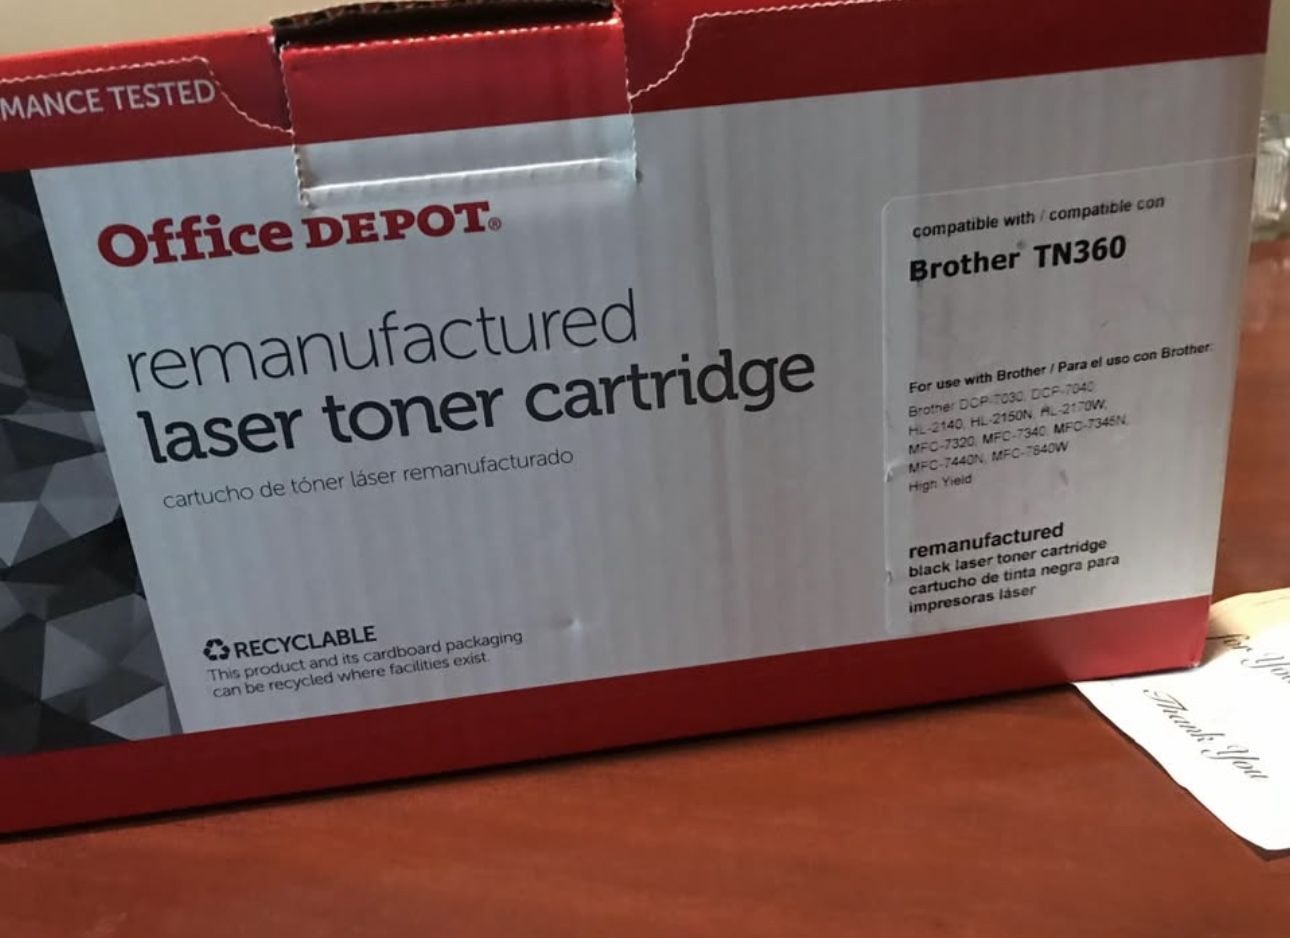 MANCE TESTED
Office DEPOT®
remanufactured
laser toner cartridge
cartucho de tóner láser remanufacturado
RECYCLABLE
This product and its cardboard packaging
can be recycled where facilities exist.
compatible with / compatible con
Brother® TN360
For use with Brother / Para el uso con Brother:
Brother DCP-7030, DCP-7040,
HL-2140, HL-2150N, HL-2170W,
MFC-7320, MFC-7340, MFC-7345N,
MFC-7440N, MFC-7840W
High Yield
remanufactured
black laser toner cartridge
cartucho de tinta negra para
impresoras láser
for You
Thank You